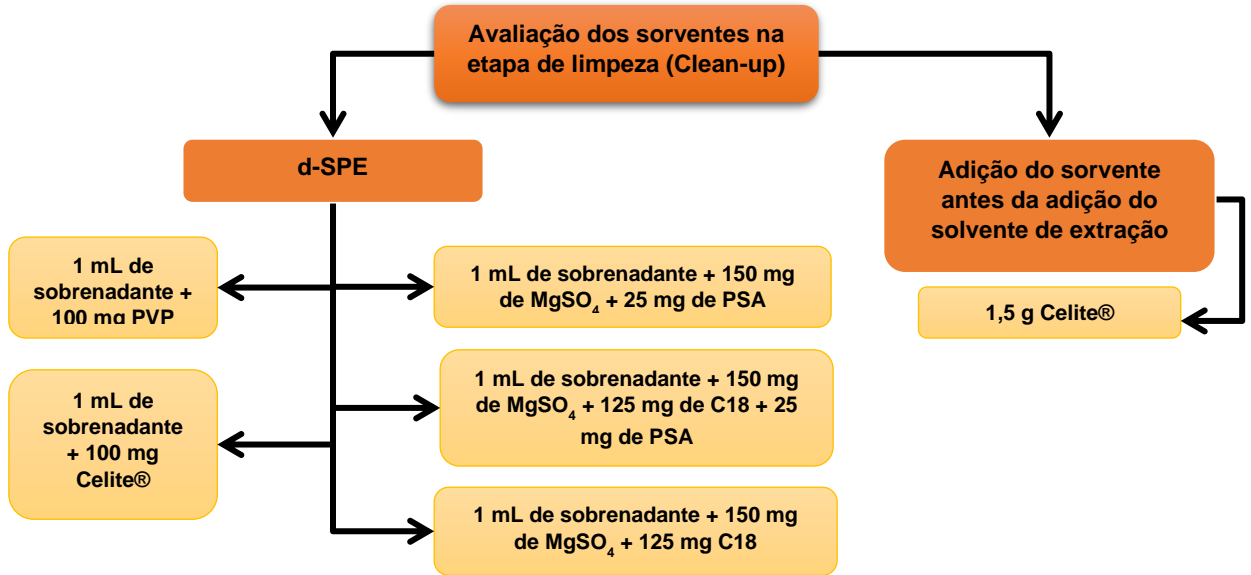 Avaliação dos sorventes na
etapa de limpeza (Clean-up)
d-SPE
Adição do sorvente
antes da adição do
solvente de extração
1 mL de
sobrenadante +
100 mg PVP
1 mL de sobrenadante + 150 mg
de MgSO₄ + 25 mg de PSA
1,5 g Celite®
1 mL de
sobrenadante
+ 100 mg
Celite®
1 mL de sobrenadante + 150 mg
de MgSO₄ + 125 mg de C18 + 25
mg de PSA
1 mL de sobrenadante + 150 mg
de MgSO₄ + 125 mg C18